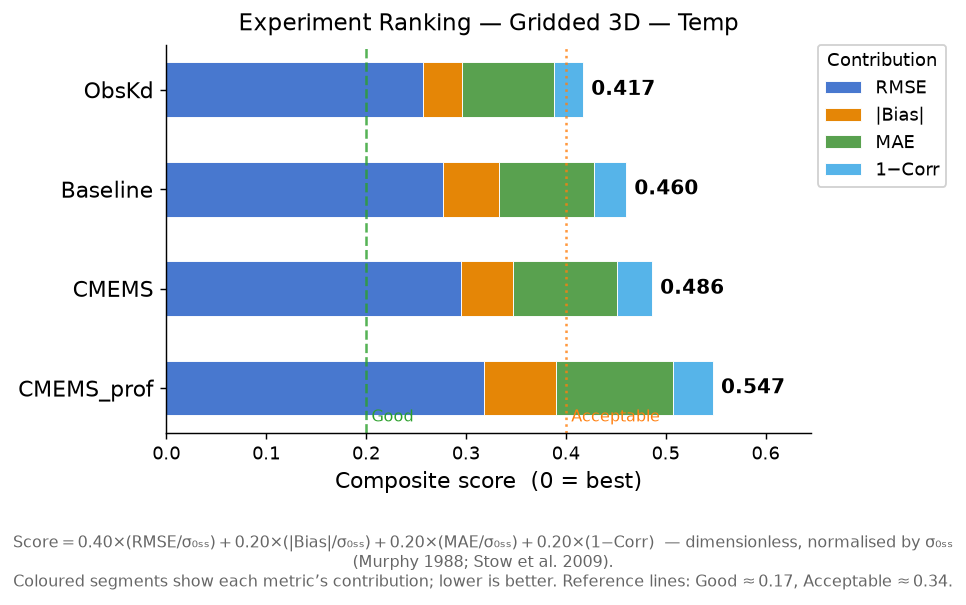 Experiment Ranking — Gridded 3D — Temp
Contribution
RMSE
|Bias|
MAE
1−Corr
ObsKd
0.417
Baseline
0.460
CMEMS
0.486
CMEMS_prof
0.547
Good
Acceptable
0.0 0.1 0.2 0.3 0.4 0.5 0.6
Composite score (0 = best)
Score = 0.40×(RMSE/σ₀ₛₛ) + 0.20×(|Bias|/σ₀ₛₛ) + 0.20×(MAE/σ₀ₛₛ) + 0.20×(1−Corr) — dimensionless, normalised by σ₀ₛₛ
(Murphy 1988; Stow et al. 2009).
Coloured segments show each metric’s contribution; lower is better. Reference lines: Good ≈ 0.17, Acceptable ≈ 0.34.